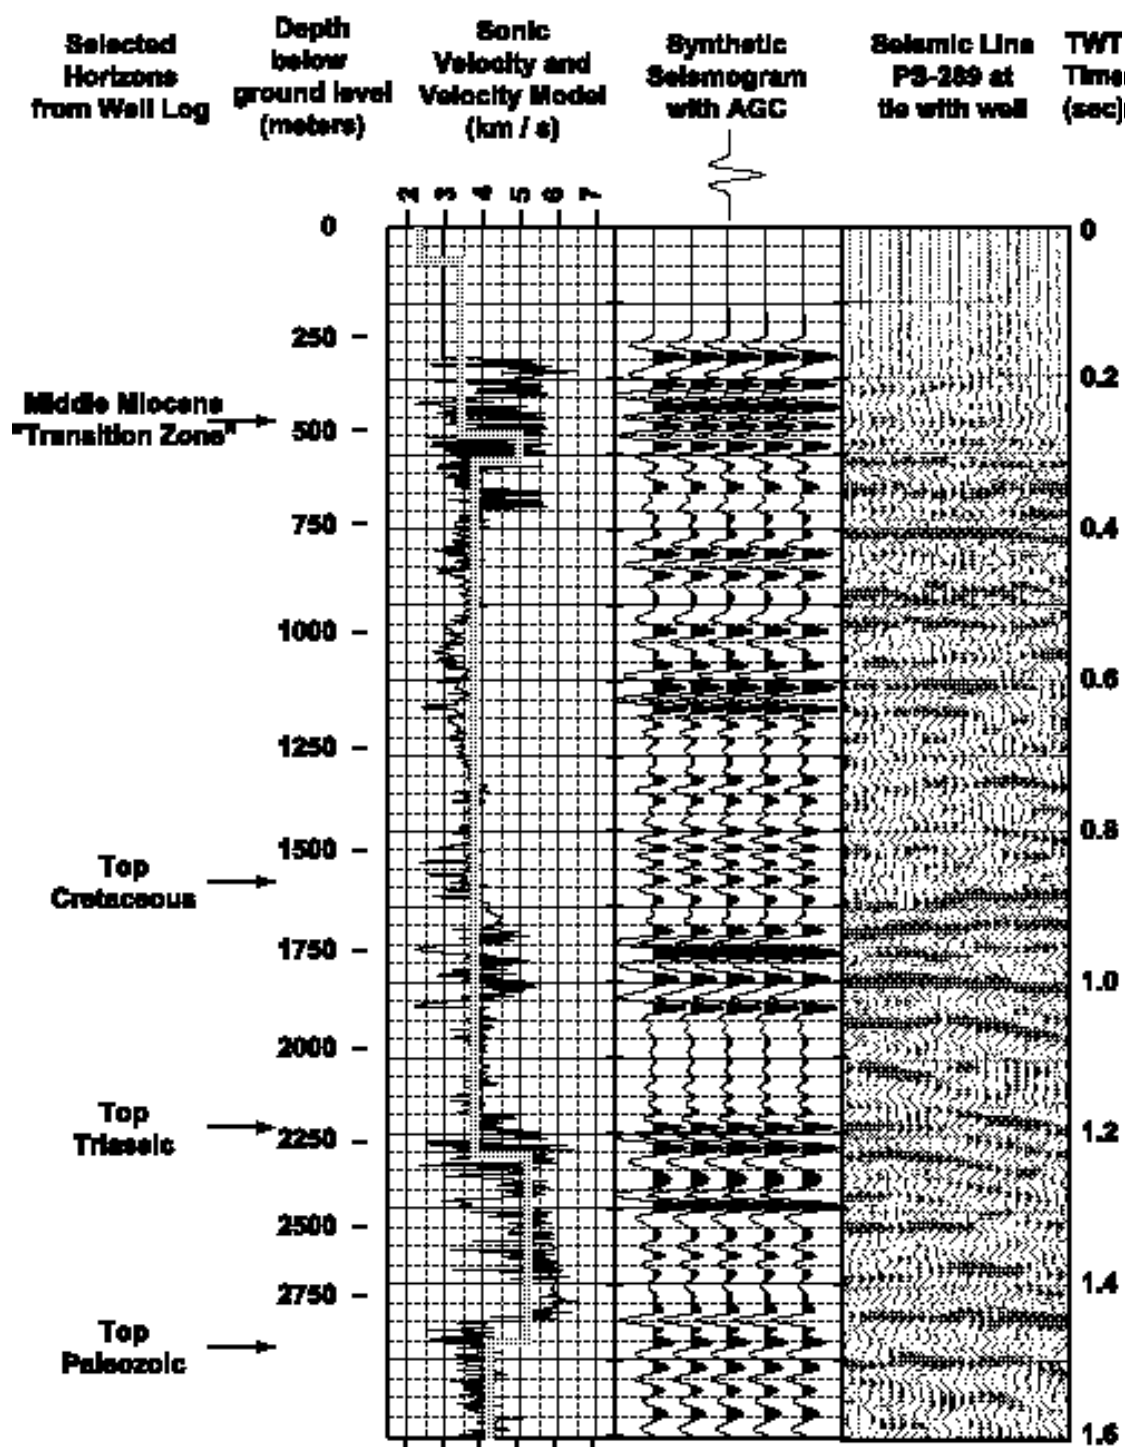 Selected
Horizons
from Well Log
Depth
below
ground level
(meters)
Sonic
Velocity and
Velocity Model
(km / s)
Synthetic
Seismogram
with AGC
Seismic Line
PS-289 at
tie with well
TWT
Time
(sec)
2 3 4 5 6 7
0
250
500
750
1000
1250
1500
1750
2000
2250
2500
2750
Middle Miocene
"Transition Zone"
Top
Cretaceous
Top
Triassic
Top
Paleozoic
0
0.2
0.4
0.6
0.8
1.0
1.2
1.4
1.6